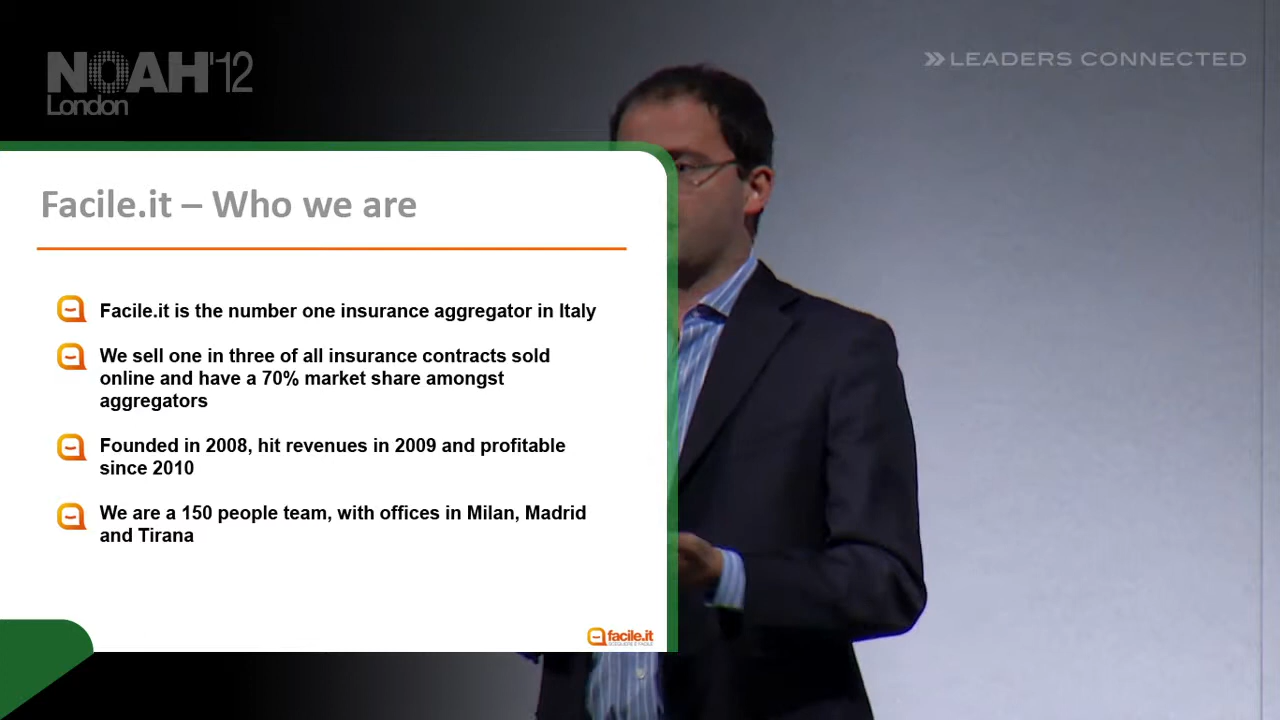 NOAH'12
London
LEADERS CONNECTED
Facile.it – Who we are
Facile.it is the number one insurance aggregator in Italy
We sell one in three of all insurance contracts sold
online and have a 70% market share amongst
aggregators
Founded in 2008, hit revenues in 2009 and profitable
since 2010
We are a 150 people team, with offices in Milan, Madrid
and Tirana
facile.it